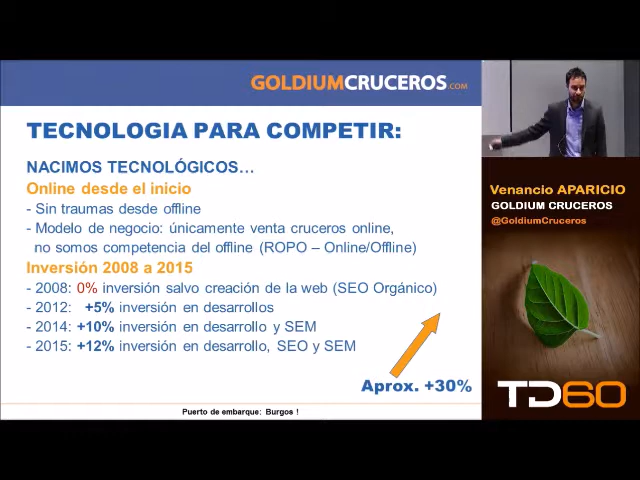 GOLDIUMCRUCEROS.COM
TECNOLOGIA PARA COMPETIR:
NACIMOS TECNOLÓGICOS…
Online desde el inicio
- Sin traumas desde offline
- Modelo de negocio: únicamente venta cruceros online,
no somos competencia del offline (ROPO – Online/Offline)
Inversión 2008 a 2015
- 2008: 0% inversión salvo creación de la web (SEO Orgánico)
- 2012: +5% inversión en desarrollos
- 2014: +10% inversión en desarrollo y SEM
- 2015: +12% inversión en desarrollo, SEO y SEM
Aprox. +30%
Puerto de embarque: Burgos !
Venancio APARICIO
GOLDIUM CRUCEROS
@GoldiumCruceros
TD60